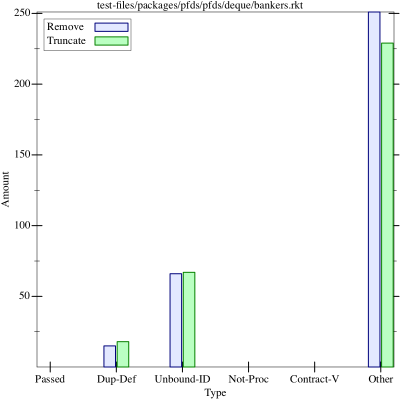 test-files/packages/pfds/pfds/deque/bankers.rkt
Remove
Truncate
250
200
150
100
50
Amount
Passed Dup-Def Unbound-ID Not-Proc Contract-V Other
Type